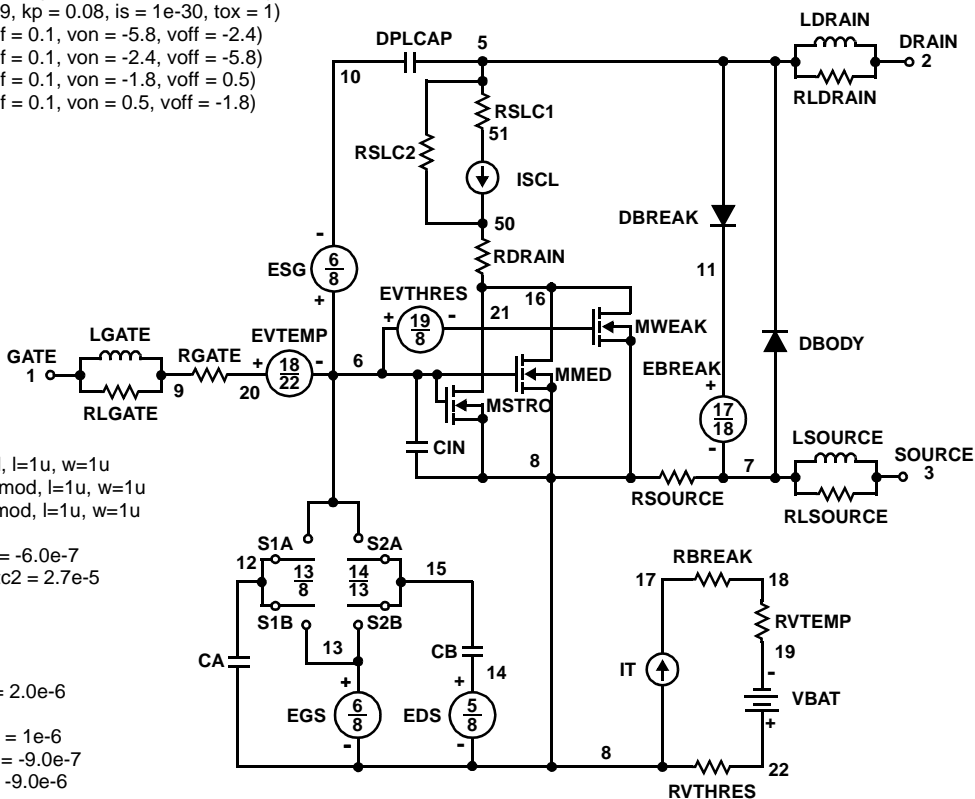 9, kp = 0.08, is = 1e-30, tox = 1)
f = 0.1, von = -5.8, voff = -2.4)
f = 0.1, von = -2.4, voff = -5.8)
f = 0.1, von = -1.8, voff = 0.5)
f = 0.1, von = 0.5, voff = -1.8)
LDRAIN
DPLCAP 5 DRAIN
10 2
RLDRAIN
RSLC1
51
RSLC2
ISCL
50
DBREAK
RDRAIN
11
ESG 6 8
- +
EVTHRES
+ 19 8 -
16
21
MWEAK
DBODY
LGATE
EVTEMP
GATE
1
RGATE
+ 18 22 -
6
9 20
RLGATE
MMED
EBREAK +
17 18
-
MSTRO
CIN
LSOURCE
8 7
SOURCE
3
RSOURCE
RLSOURCE
, l=1u, w=1u
mod, l=1u, w=1u
mod, l=1u, w=1u
= -6.0e-7
c2 = 2.7e-5
S1A S2A
12 13 8 14 13 15
S1B S2B
13
RBREAK
17 18
RVTEMP
19
CA
CB
14
IT
-
VBAT
+
= 2.0e-6
+ +
EGS 6 8 EDS 5 8
- -
= 1e-6
= -9.0e-7
-9.0e-6
8
22
RVTHRES